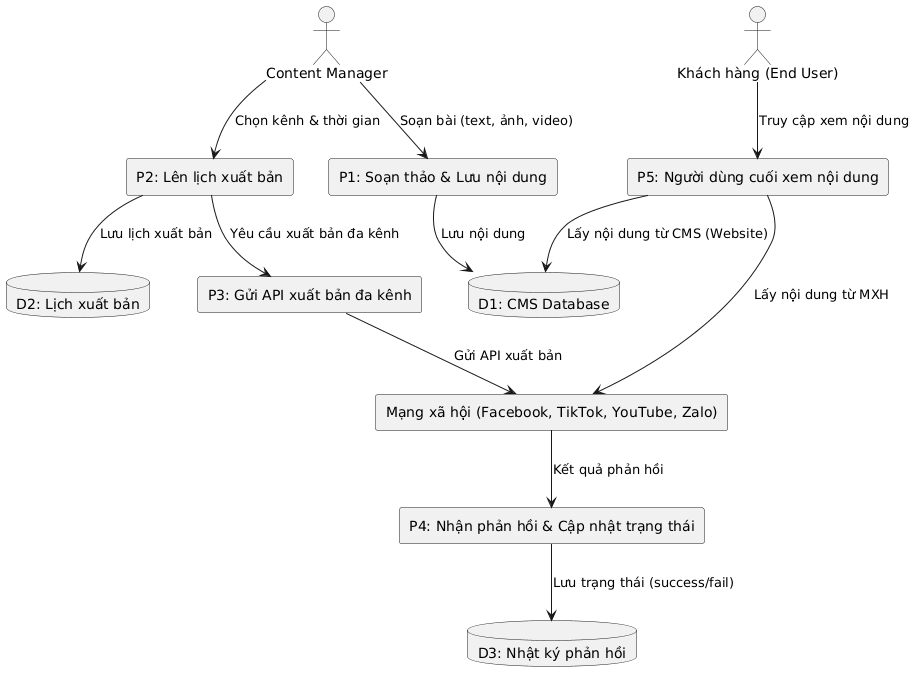 Content Manager
Khách hàng (End User)
Chọn kênh & thời gian
Soạn bài (text, ảnh, video)
Truy cập xem nội dung
P2: Lên lịch xuất bản
P1: Soạn thảo & Lưu nội dung
P5: Người dùng cuối xem nội dung
Lưu lịch xuất bản
Yêu cầu xuất bản đa kênh
Lưu nội dung
Lấy nội dung từ CMS (Website)
D2: Lịch xuất bản
P3: Gửi API xuất bản đa kênh
D1: CMS Database
Lấy nội dung từ MXH
Gửi API xuất bản
Mạng xã hội (Facebook, TikTok, YouTube, Zalo)
Kết quả phản hồi
P4: Nhận phản hồi & Cập nhật trạng thái
Lưu trạng thái (success/fail)
D3: Nhật ký phản hồi